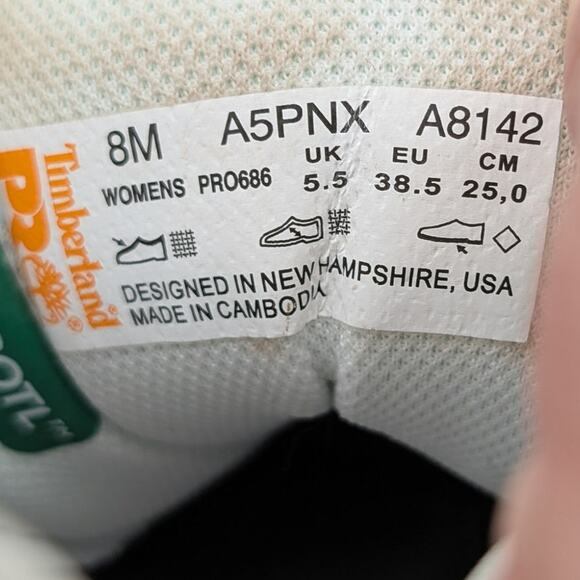 Timberland
PRO®
8M A5PNX A8142
WOMENS PRO686 UK 5.5 EU 38.5 CM 25,0
DESIGNED IN NEW HAMPSHIRE, USA
MADE IN CAMBODIA
BOTL™